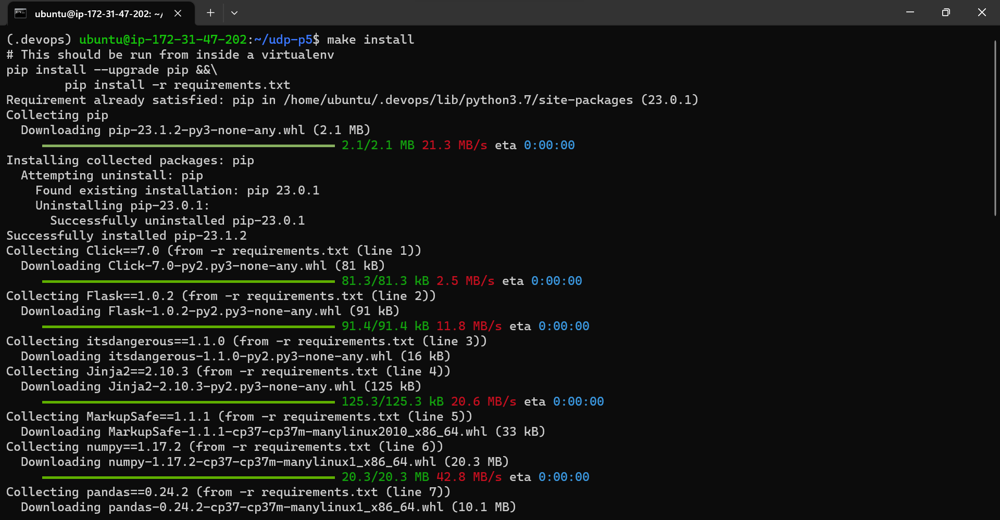 ubuntu@ip-172-31-47-202: ~/
(.devops) ubuntu@ip-172-31-47-202:~/udp-p5$ make install
# This should be run from inside a virtualenv
pip install --upgrade pip &&\
        pip install -r requirements.txt
Requirement already satisfied: pip in /home/ubuntu/.devops/lib/python3.7/site-packages (23.0.1)
Collecting pip
  Downloading pip-23.1.2-py3-none-any.whl (2.1 MB)
2.1/2.1 MB 21.3 MB/s eta 0:00:00
Installing collected packages: pip
  Attempting uninstall: pip
    Found existing installation: pip 23.0.1
    Uninstalling pip-23.0.1:
      Successfully uninstalled pip-23.0.1
Successfully installed pip-23.1.2
Collecting Click==7.0 (from -r requirements.txt (line 1))
  Downloading Click-7.0-py2.py3-none-any.whl (81 kB)
81.3/81.3 kB 2.5 MB/s eta 0:00:00
Collecting Flask==1.0.2 (from -r requirements.txt (line 2))
  Downloading Flask-1.0.2-py2.py3-none-any.whl (91 kB)
91.4/91.4 kB 11.8 MB/s eta 0:00:00
Collecting itsdangerous==1.1.0 (from -r requirements.txt (line 3))
  Downloading itsdangerous-1.1.0-py2.py3-none-any.whl (16 kB)
Collecting Jinja2==2.10.3 (from -r requirements.txt (line 4))
  Downloading Jinja2-2.10.3-py2.py3-none-any.whl (125 kB)
125.3/125.3 kB 20.6 MB/s eta 0:00:00
Collecting MarkupSafe==1.1.1 (from -r requirements.txt (line 5))
  Downloading MarkupSafe-1.1.1-cp37-cp37m-manylinux2010_x86_64.whl (33 kB)
Collecting numpy==1.17.2 (from -r requirements.txt (line 6))
  Downloading numpy-1.17.2-cp37-cp37m-manylinux1_x86_64.whl (20.3 MB)
20.3/20.3 MB 42.8 MB/s eta 0:00:00
Collecting pandas==0.24.2 (from -r requirements.txt (line 7))
  Downloading pandas-0.24.2-cp37-cp37m-manylinux1_x86_64.whl (10.1 MB)